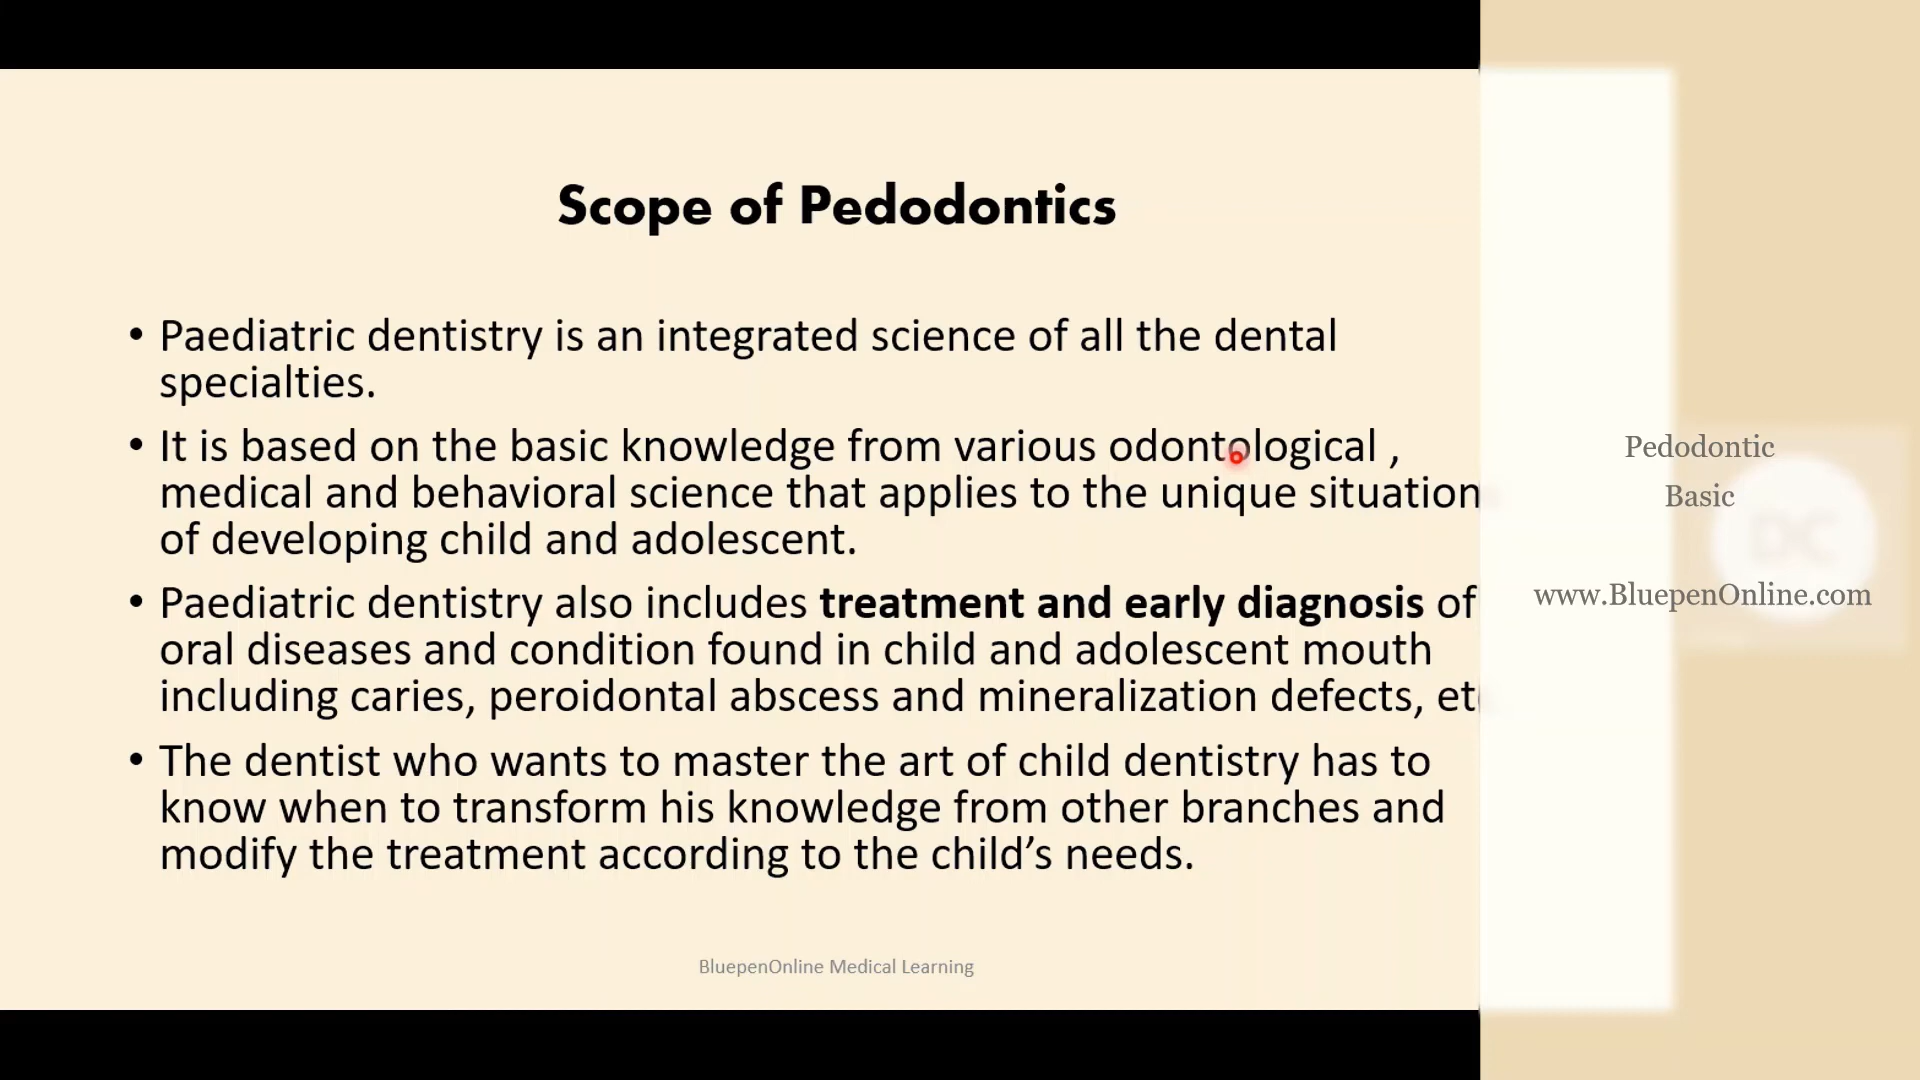 Scope of Pedodontics
• Paediatric dentistry is an integrated science of all the dental
specialties.
• It is based on the basic knowledge from various odontological ,
medical and behavioral science that applies to the unique situation
of developing child and adolescent.
• Paediatric dentistry also includes treatment and early diagnosis of
oral diseases and condition found in child and adolescent mouth
including caries, peroidontal abscess and mineralization defects,
• The dentist who wants to master the art of child dentistry has to
know when to transform his knowledge from other branches and
modify the treatment according to the child’s needs.
BluepenOnline Medical Learning
Pedodontic
Basic
www.BluepenOnline.com